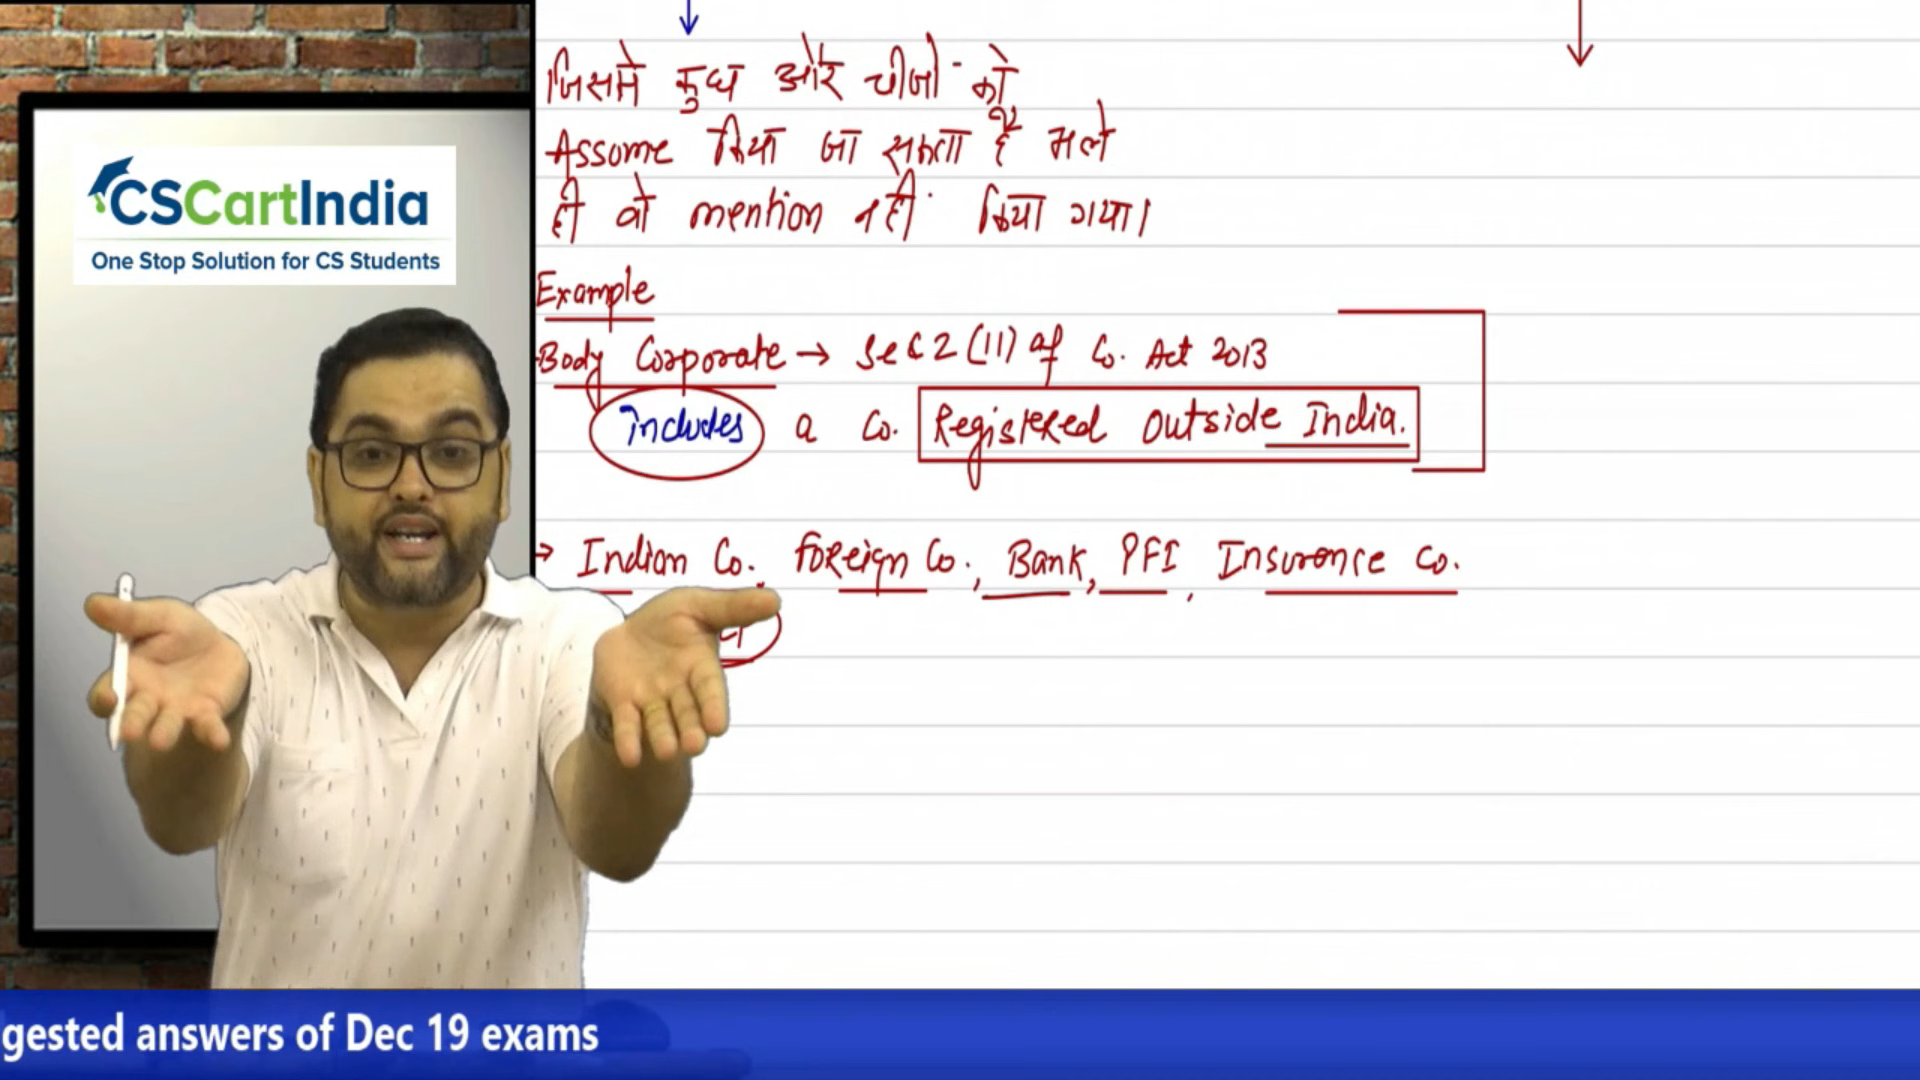 CSCartIndia
One Stop Solution for CS Students
जिसमे कुछ और चीजों को
Assume किया जा सकता है भले
ही वो mention नहीं किया गया।
Example
Body Corporate → Sec 2 (11) of Co. Act 2013
includes a Co. Registered Outside India.
→ Indian Co. Foreign Co., Bank, PFI, Insurence Co.
gested answers of Dec 19 exams